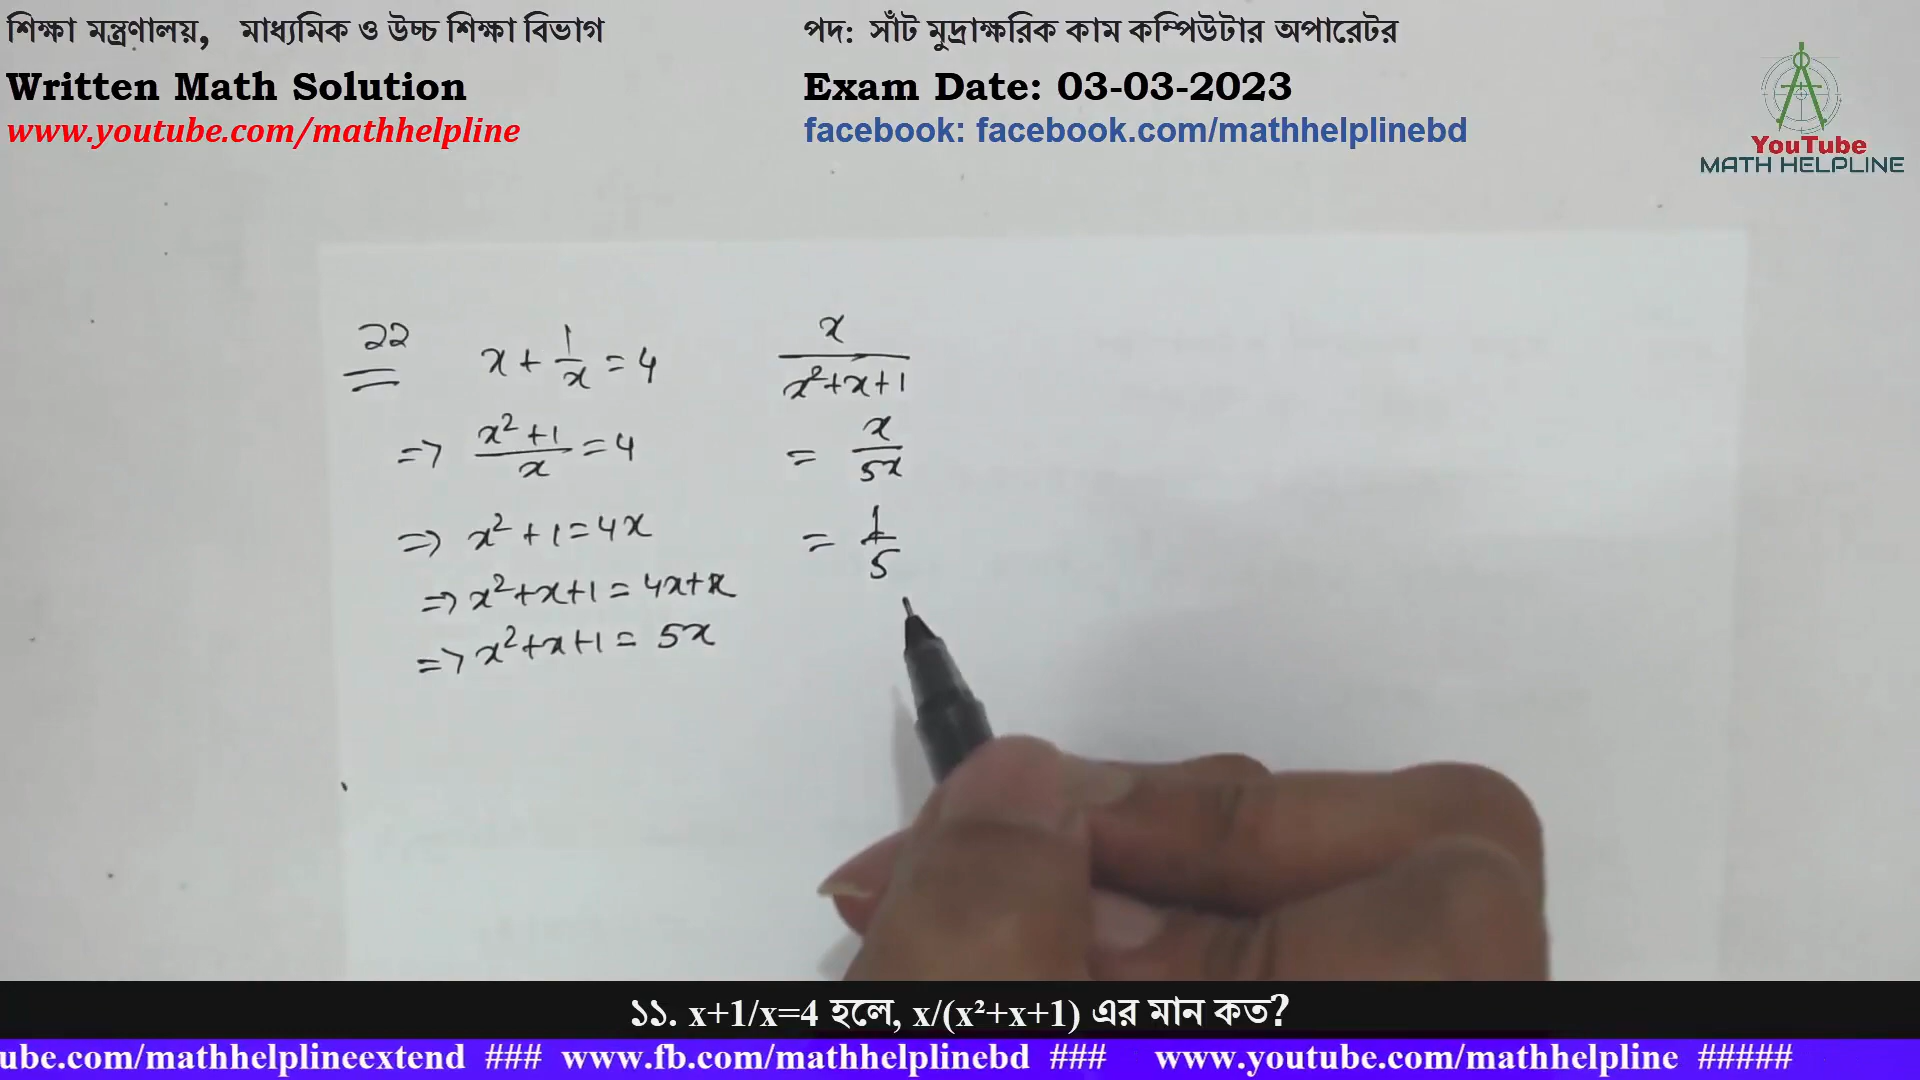 শিক্ষা মন্ত্রণালয়, মাধ্যমিক ও উচ্চ শিক্ষা বিভাগ
পদ: সাঁট মুদ্রাক্ষরিক কাম কম্পিউটার অপারেটর
Written Math Solution
Exam Date: 03-03-2023
www.youtube.com/mathhelpline
facebook: facebook.com/mathhelplinebd
YouTube
MATH HELPLINE
১১ x + 1/x = 4
=> (x² + 1)/x = 4
=> x² + 1 = 4x
=> x² + x + 1 = 4x + x
=> x² + x + 1 = 5x
x/(x² + x + 1)
= x/5x
= 1/5
১১. x+1/x=4 হলে, x/(x²+x+1) এর মান কত?
ube.com/mathhelplineextend ### www.fb.com/mathhelplinebd ### www.youtube.com/mathhelpline #####